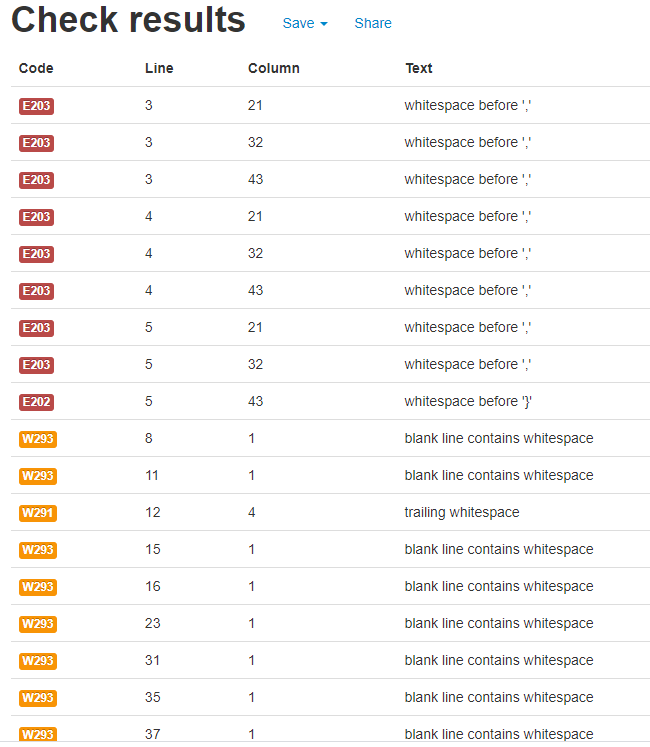 Check results Save Share
Code Line Column Text
E203 3 21 whitespace before ','
E203 3 32 whitespace before ','
E203 3 43 whitespace before ','
E203 4 21 whitespace before ','
E203 4 32 whitespace before ','
E203 4 43 whitespace before ','
E203 5 21 whitespace before ','
E203 5 32 whitespace before ','
E202 5 43 whitespace before '}'
W293 8 1 blank line contains whitespace
W293 11 1 blank line contains whitespace
W291 12 4 trailing whitespace
W293 15 1 blank line contains whitespace
W293 16 1 blank line contains whitespace
W293 23 1 blank line contains whitespace
W293 31 1 blank line contains whitespace
W293 35 1 blank line contains whitespace
W293 37 1 blank line contains whitespace